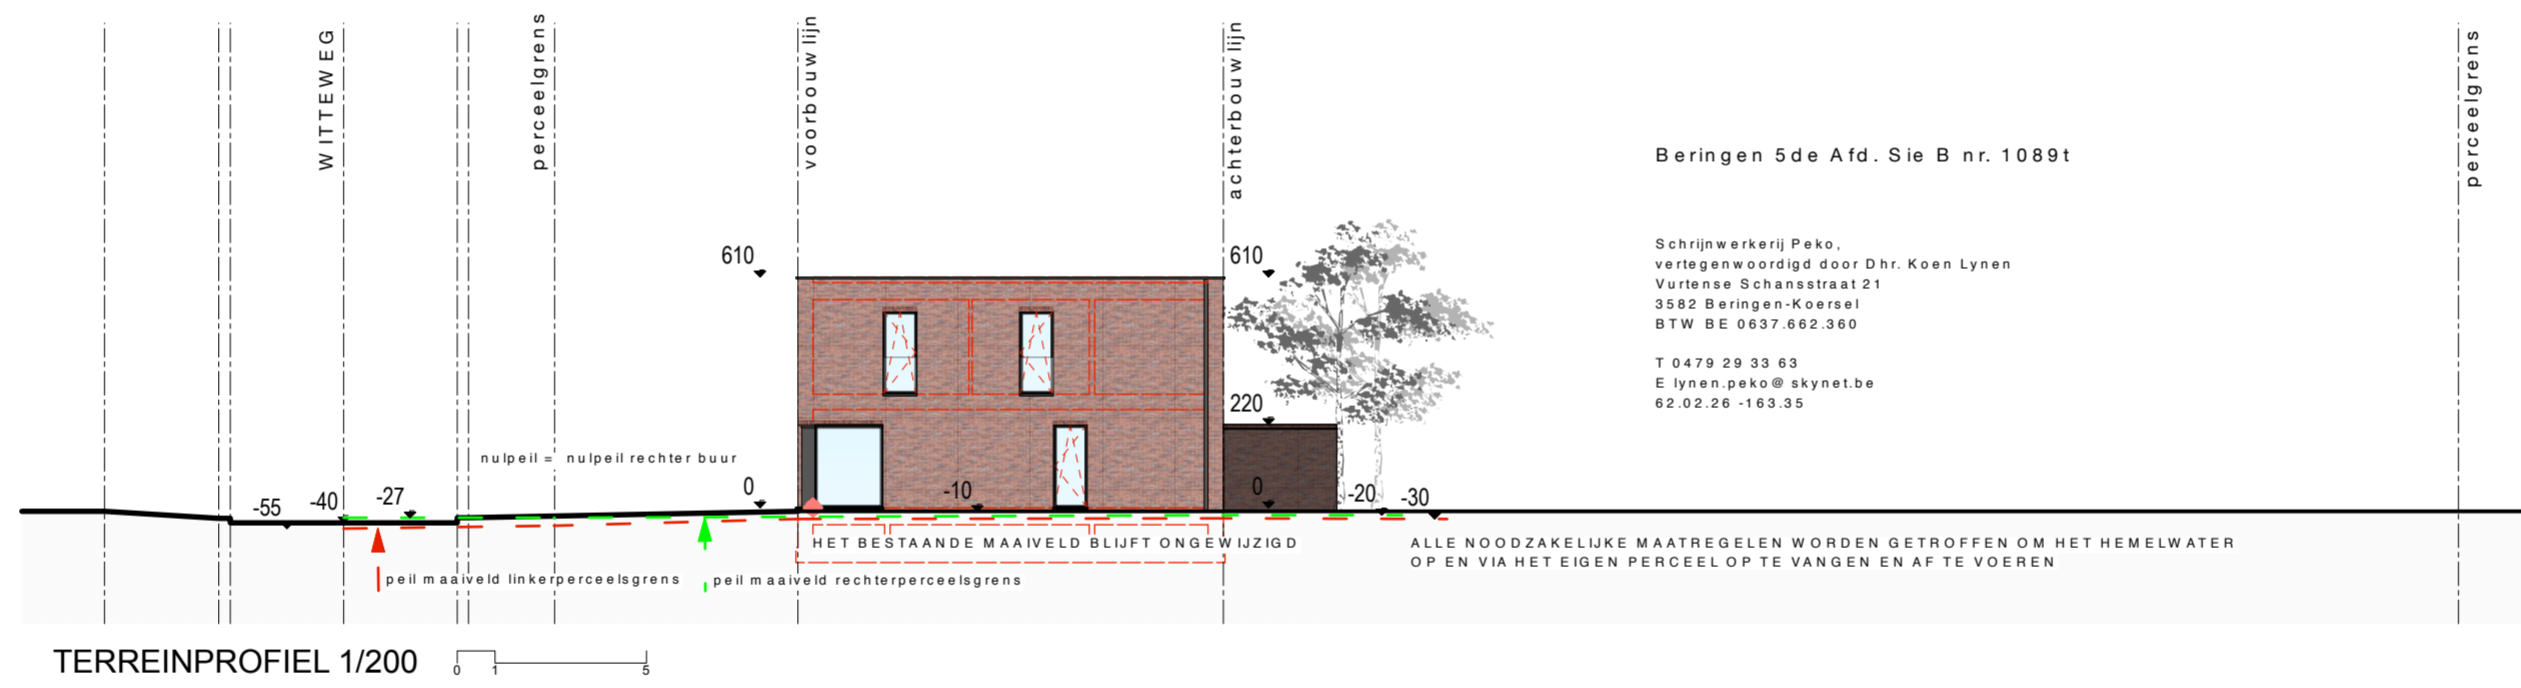 WITTEWEG
perceelgrens
voorbouwlijn
achterbouwlijn
perceelgrens
Beringen 5de Afd. Sie B nr. 1089t
Schrijnwerkerij Peko,
vertegenwoordigd door Dhr. Koen Lynen
Vurtense Schansstraat 21
3582 Beringen-Koersel
BTW BE 0637.662.360
T 0479 29 33 63
E lynen.peko@skynet.be
62.02.26 -163.35
610
610
220
nulpeil = nulpeil rechter buur
-55
-40
-27
0
-10
0
-20
-30
HET BESTAANDE MAAIVELD BLIJFT ONGEWIJZIGD
ALLE NOODZAKELIJKE MAATREGELEN WORDEN GETROFFEN OM HET HEMELWATER
OP EN VIA HET EIGEN PERCEEL OP TE VANGEN EN AF TE VOEREN
peil maaiveld linkerperceelsgrens
peil maaiveld rechterperceelsgrens
TERREINPROFIEL 1/200
0 1 5